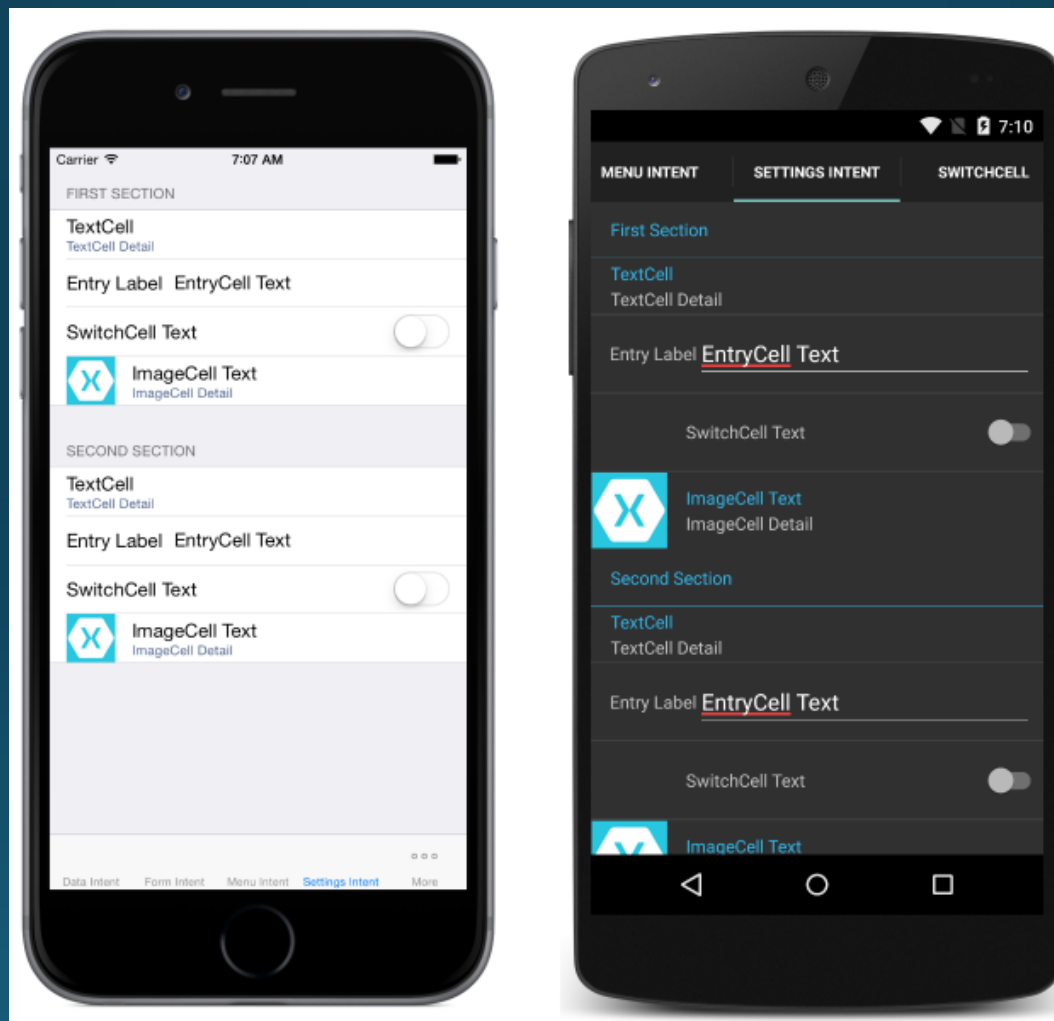 Carrier 7:07 AM
FIRST SECTION
TextCell
TextCell Detail
Entry Label EntryCell Text
SwitchCell Text
ImageCell Text
ImageCell Detail
SECOND SECTION
TextCell
TextCell Detail
Entry Label EntryCell Text
SwitchCell Text
ImageCell Text
ImageCell Detail
Data Intent Form Intent Menu Intent Settings Intent More
7:10
MENU INTENT SETTINGS INTENT SWITCHCELL
First Section
TextCell
TextCell Detail
Entry Label EntryCell Text
SwitchCell Text
ImageCell Text
ImageCell Detail
Second Section
TextCell
TextCell Detail
Entry Label EntryCell Text
SwitchCell Text
ImageCell Text